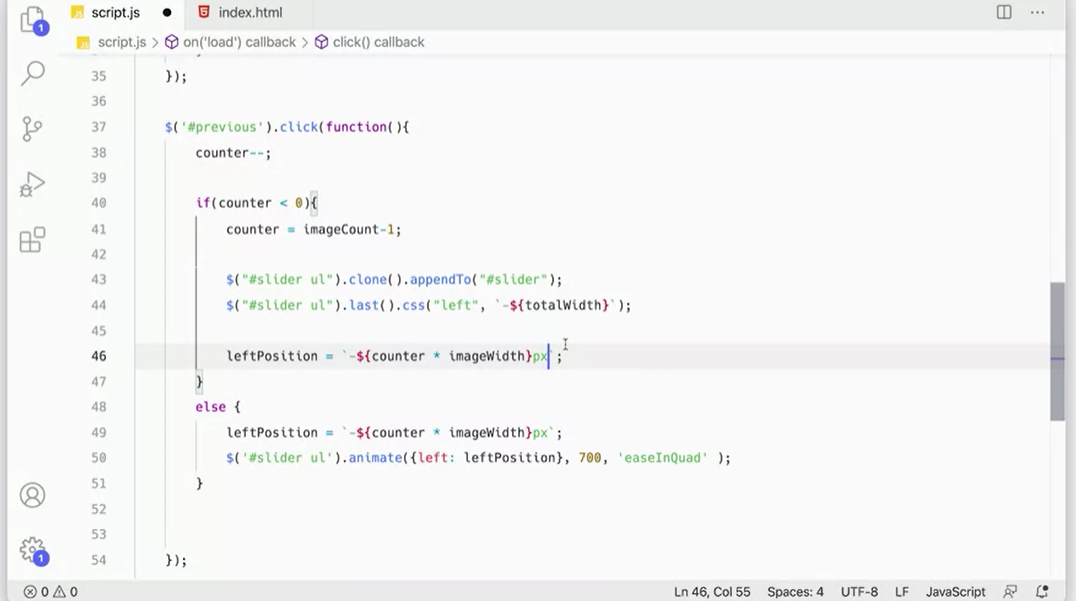 script.js ● index.html
script.js > on('load') callback > click() callback
35 });
36
37 $('#previous').click(function(){
38 counter--;
39
40 if(counter < 0){
41 counter = imageCount-1;
42
43 $("#slider ul").clone().appendTo("#slider");
44 $("#slider ul").last().css("left", `-${totalWidth}`);
45
46 leftPosition = `-${counter * imageWidth}px`;
47 }
48 else {
49 leftPosition = `-${counter * imageWidth}px`;
50 $('#slider ul').animate({left: leftPosition}, 700, 'easeInQuad' );
51 }
52
53
54 });
1
1
0 0 Ln 46, Col 55 Spaces: 4 UTF-8 LF JavaScript